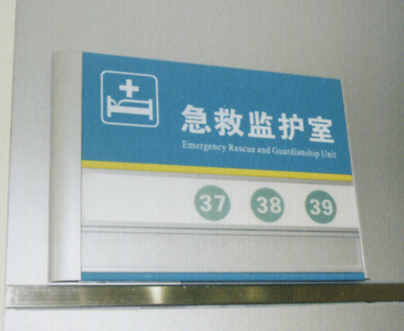 急救监护室
Emergency Rescue and Guardianship Unit
37 38 39